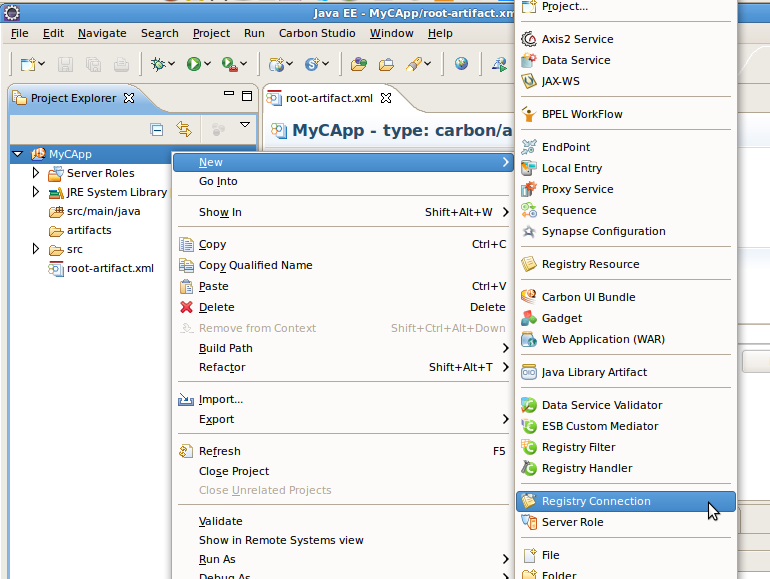 Java EE - MyCApp/root-artifact.xm
File Edit Navigate Search Project Run Carbon Studio Window Help
Project Explorer
MyCApp
Server Roles
JRE System Library
src/main/java
artifacts
src
root-artifact.xml
root-artifact.xml
MyCApp - type: carbon/a
New
Go Into
Show In Shift+Alt+W
Copy Ctrl+C
Copy Qualified Name
Paste Ctrl+V
Delete Delete
Remove from Context Shift+Ctrl+Alt+Down
Build Path
Refactor Shift+Alt+T
Import...
Export
Refresh F5
Close Project
Close Unrelated Projects
Validate
Show in Remote Systems view
Run As
Debug As
Project...
Axis2 Service
Data Service
JAX-WS
BPEL WorkFlow
EndPoint
Local Entry
Proxy Service
Sequence
Synapse Configuration
Registry Resource
Carbon UI Bundle
Gadget
Web Application (WAR)
Java Library Artifact
Data Service Validator
ESB Custom Mediator
Registry Filter
Registry Handler
Registry Connection
Server Role
File
Folder